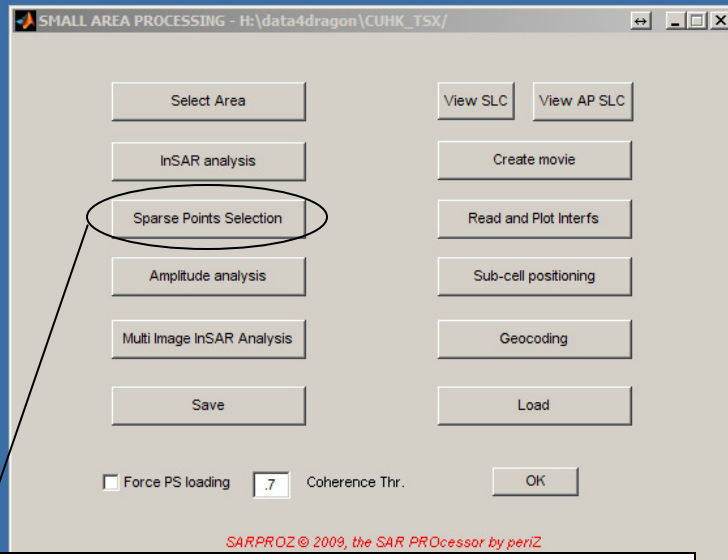 SMALL AREA PROCESSING - H:\data4dragon\CUHK_TSX/
Select Area
View SLC
View AP SLC
InSAR analysis
Create movie
Sparse Points Selection
Read and Plot Interfs
Amplitude analysis
Sub-cell positioning
Multi Image InSAR Analysis
Geocoding
Save
Load
Force PS loading
.7
Coherence Thr.
OK
SARPROZ © 2009, the SAR PROcessor by periZ